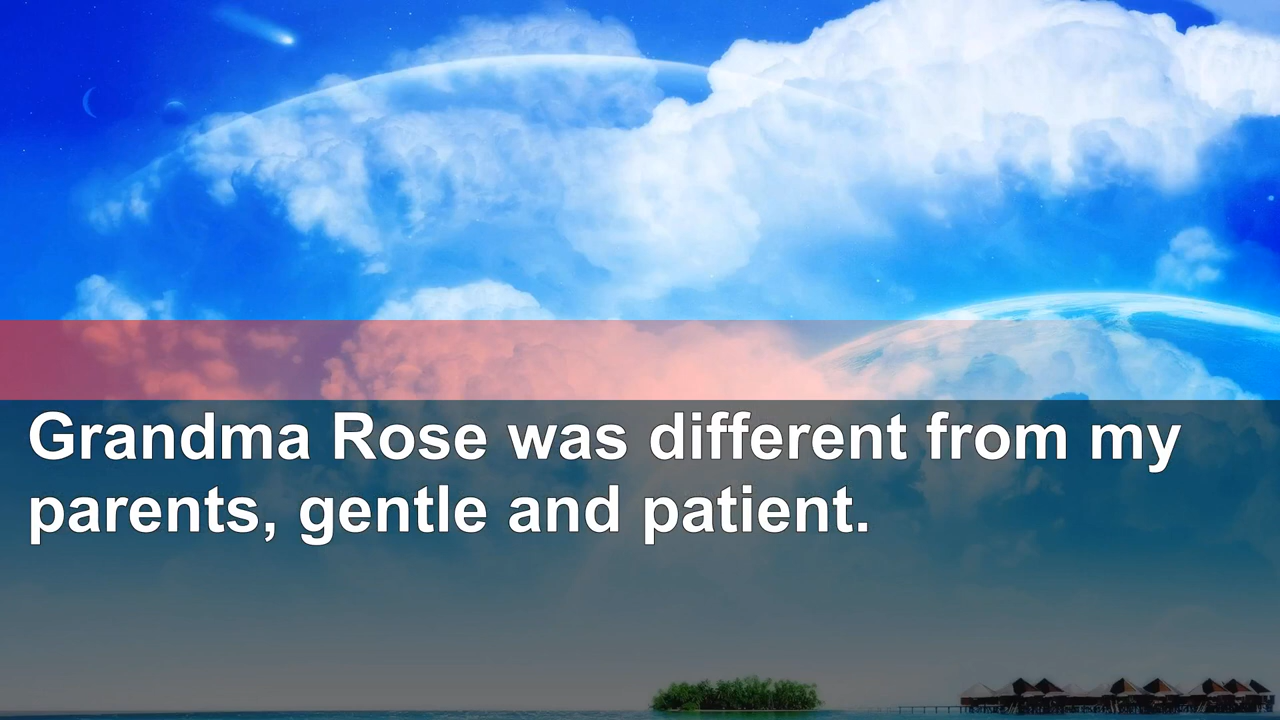 Grandma Rose was different from my
parents, gentle and patient.